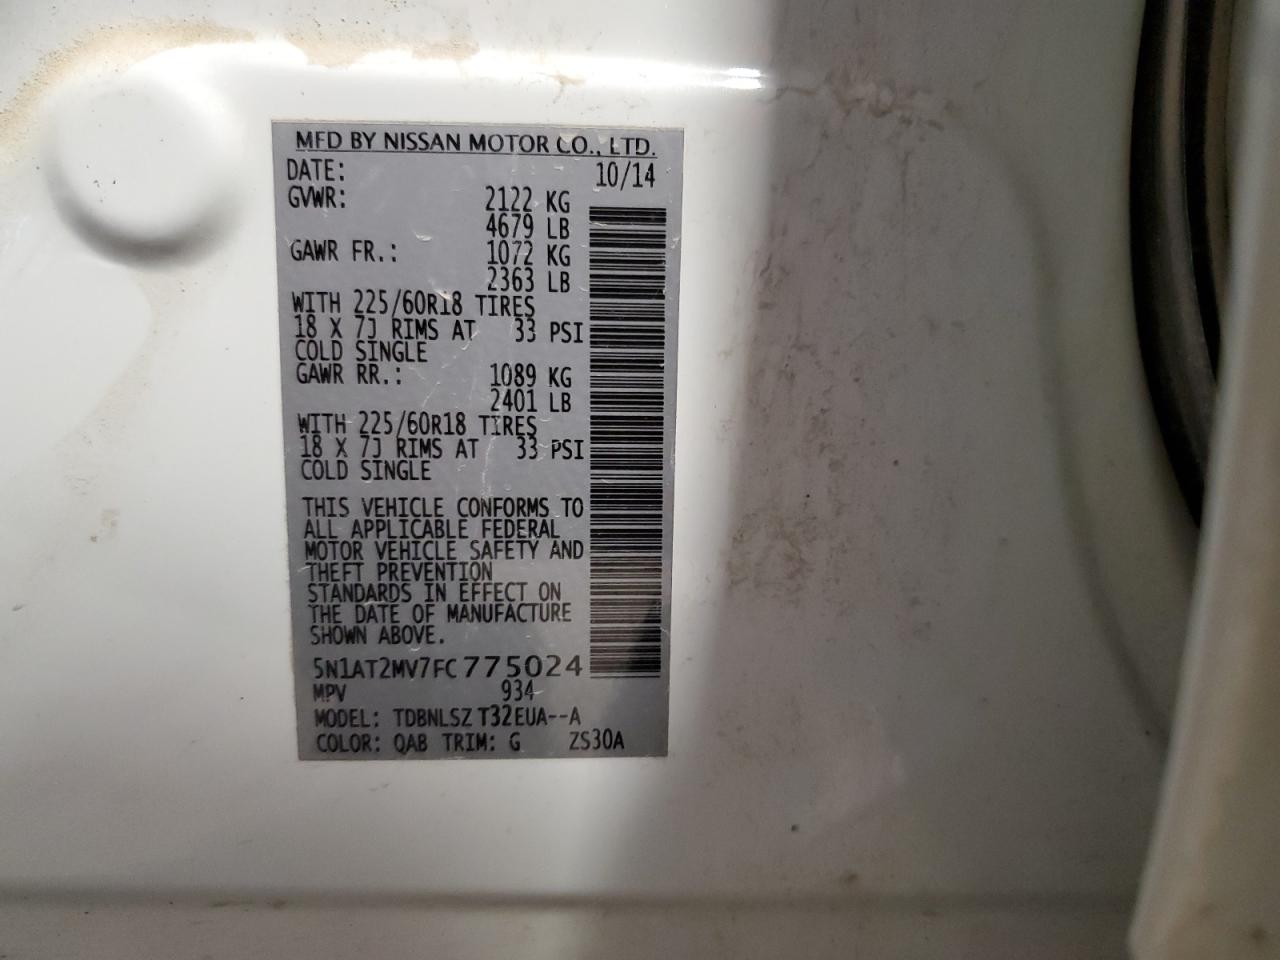 MFD BY NISSAN MOTOR CO., LTD.
DATE: 10/14
GVWR: 2122 KG
4679 LB
GAWR FR.: 1072 KG
2363 LB
WITH 225/60R18 TIRES
18 X 7J RIMS AT 33 PSI
COLD SINGLE
GAWR RR.: 1089 KG
2401 LB
WITH 225/60R18 TIRES
18 X 7J RIMS AT 33 PSI
COLD SINGLE
THIS VEHICLE CONFORMS TO
ALL APPLICABLE FEDERAL
MOTOR VEHICLE SAFETY AND
THEFT PREVENTION
STANDARDS IN EFFECT ON
THE DATE OF MANUFACTURE
SHOWN ABOVE.
5N1AT2MV7FC775024
MPV 934
MODEL: TDBNLSZ T32EUA--A
COLOR: QAB TRIM: G ZS30A